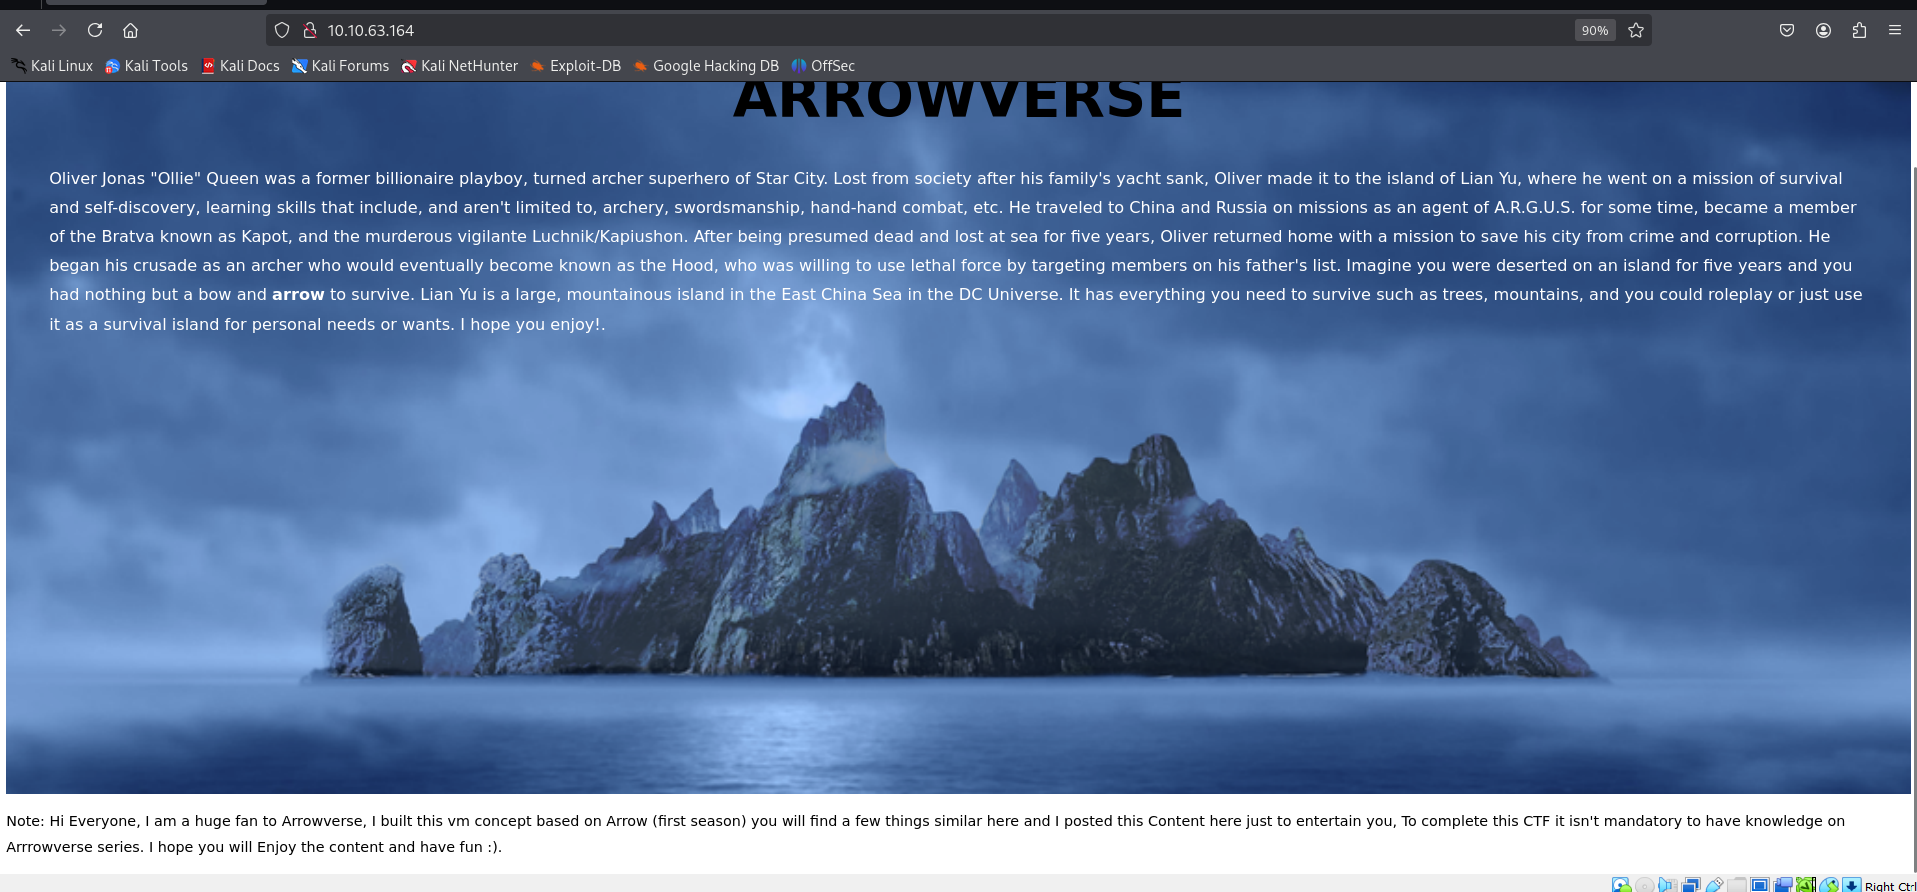 10.10.63.164
90%
Kali Linux Kali Tools Kali Docs Kali Forums Kali NetHunter Exploit-DB Google Hacking DB OffSec
ARROWVERSE
Oliver Jonas "Ollie" Queen was a former billionaire playboy, turned archer superhero of Star City. Lost from society after his family's yacht sank, Oliver made it to the island of Lian Yu, where he went on a mission of survival
and self-discovery, learning skills that include, and aren't limited to, archery, swordsmanship, hand-hand combat, etc. He traveled to China and Russia on missions as an agent of A.R.G.U.S. for some time, became a member
of the Bratva known as Kapot, and the murderous vigilante Luchnik/Kapiushon. After being presumed dead and lost at sea for five years, Oliver returned home with a mission to save his city from crime and corruption. He
began his crusade as an archer who would eventually become known as the Hood, who was willing to use lethal force by targeting members on his father's list. Imagine you were deserted on an island for five years and you
had nothing but a bow and arrow to survive. Lian Yu is a large, mountainous island in the East China Sea in the DC Universe. It has everything you need to survive such as trees, mountains, and you could roleplay or just use
it as a survival island for personal needs or wants. I hope you enjoy!.
Note: Hi Everyone, I am a huge fan to Arrowverse, I built this vm concept based on Arrow (first season) you will find a few things similar here and I posted this Content here just to entertain you, To complete this CTF it isn't mandatory to have knowledge on
Arrrowverse series. I hope you will Enjoy the content and have fun :).
Right Ctrl